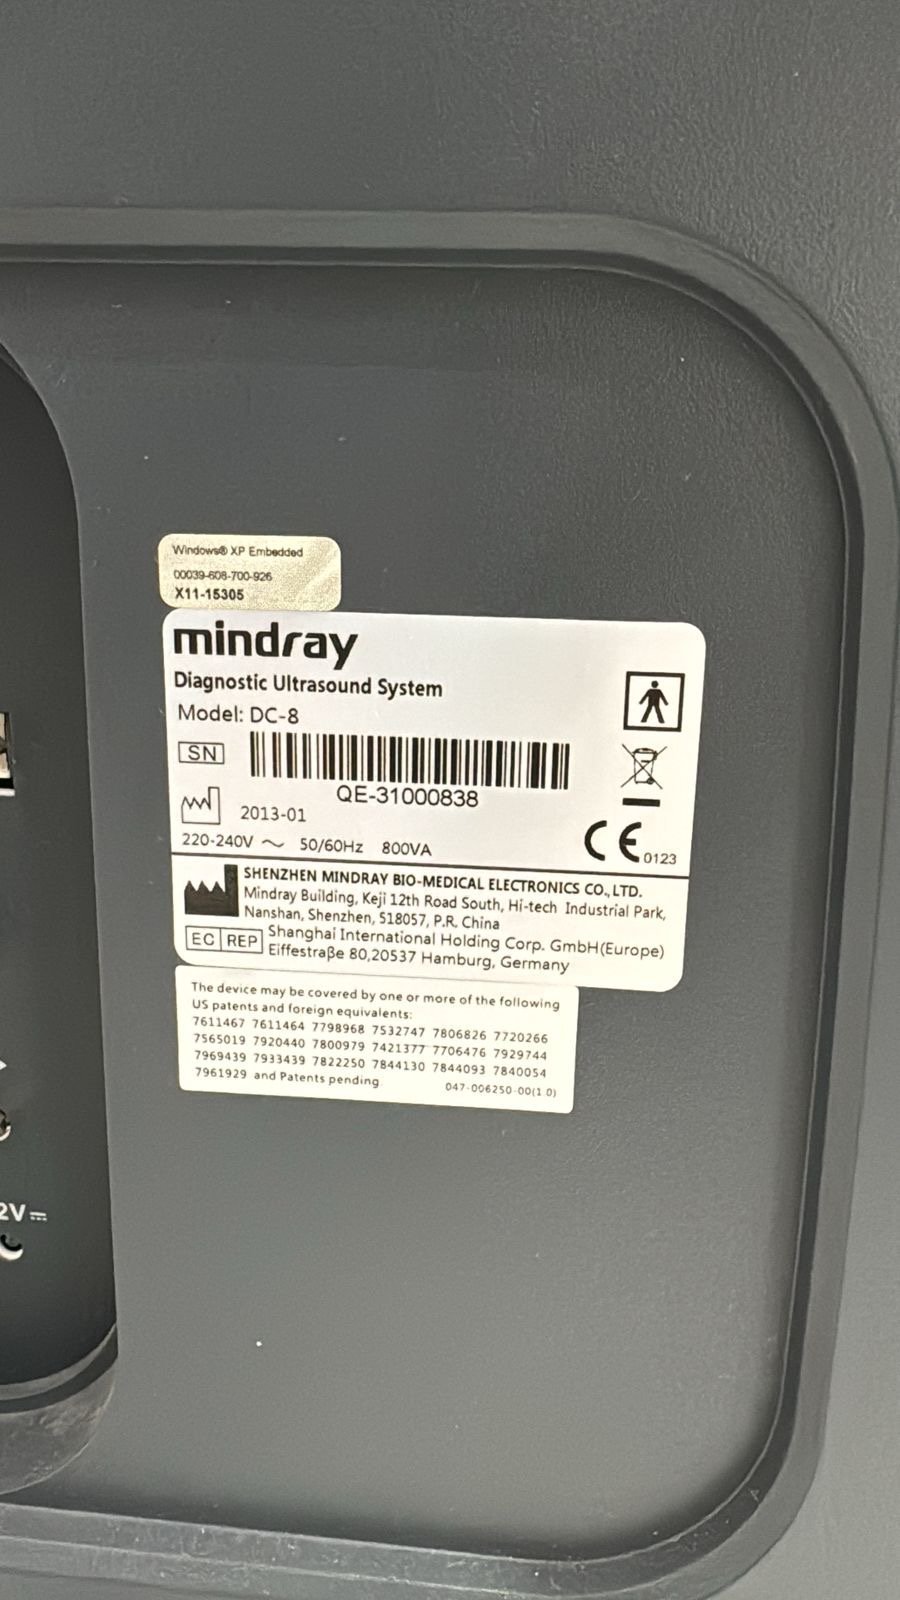 Windows® XP Embedded
00039-608-700-926
X11-15305
mindray
Diagnostic Ultrasound System
Model: DC-8
SN
QE-31000838
2013-01
220-240V ~ 50/60Hz 800VA
CE 0123
SHENZHEN MINDRAY BIO-MEDICAL ELECTRONICS CO., LTD.
Mindray Building, Keji 12th Road South, Hi-tech Industrial Park,
Nanshan, Shenzhen, 518057, P.R. China
EC REP Shanghai International Holding Corp. GmbH(Europe)
Eiffestraβe 80,20537 Hamburg, Germany
The device may be covered by one or more of the following
US patents and foreign equivalents:
7611467 7611464 7798968 7532747 7806826 7720266
7565019 7920440 7800979 7421377 7706476 7929744
7969439 7933439 7822250 7844130 7844093 7840054
7961929 and Patents pending
047-006250-00(1.0)
2V